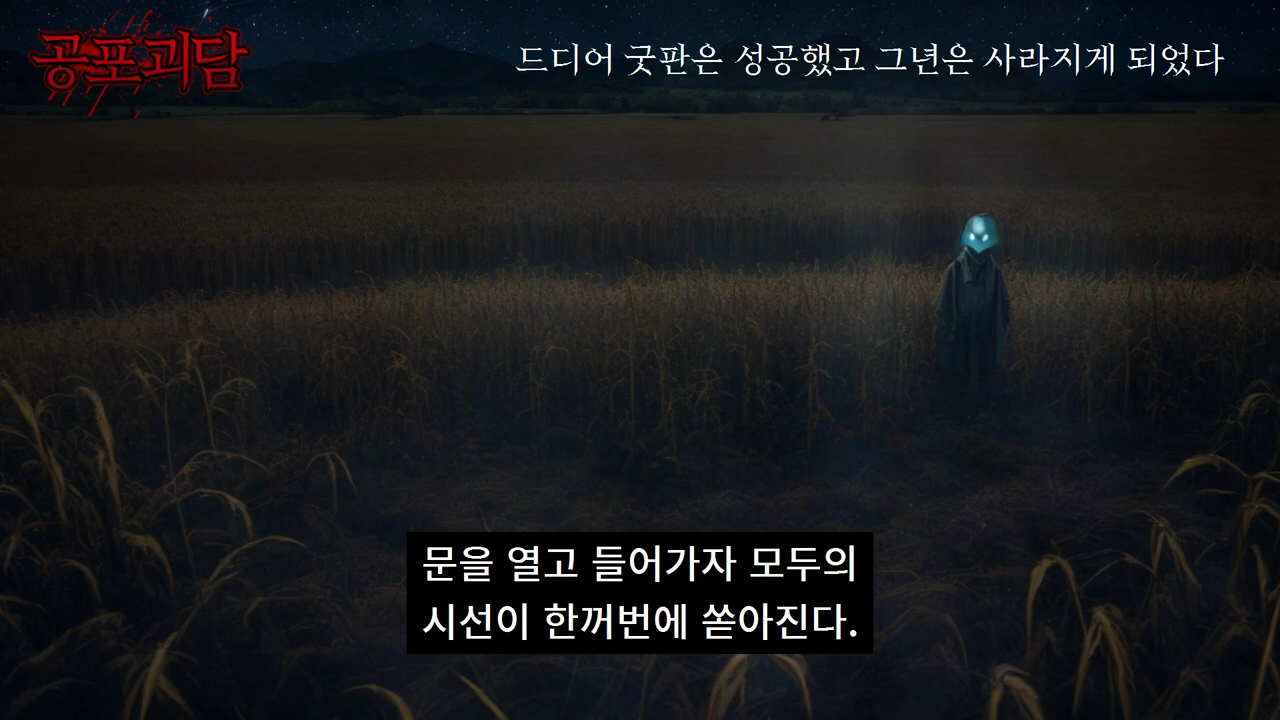 공포괴담
드디어 굿판은 성공했고 그년은 사라지게 되었다
문을 열고 들어가자 모두의
시선이 한꺼번에 쏟아진다.